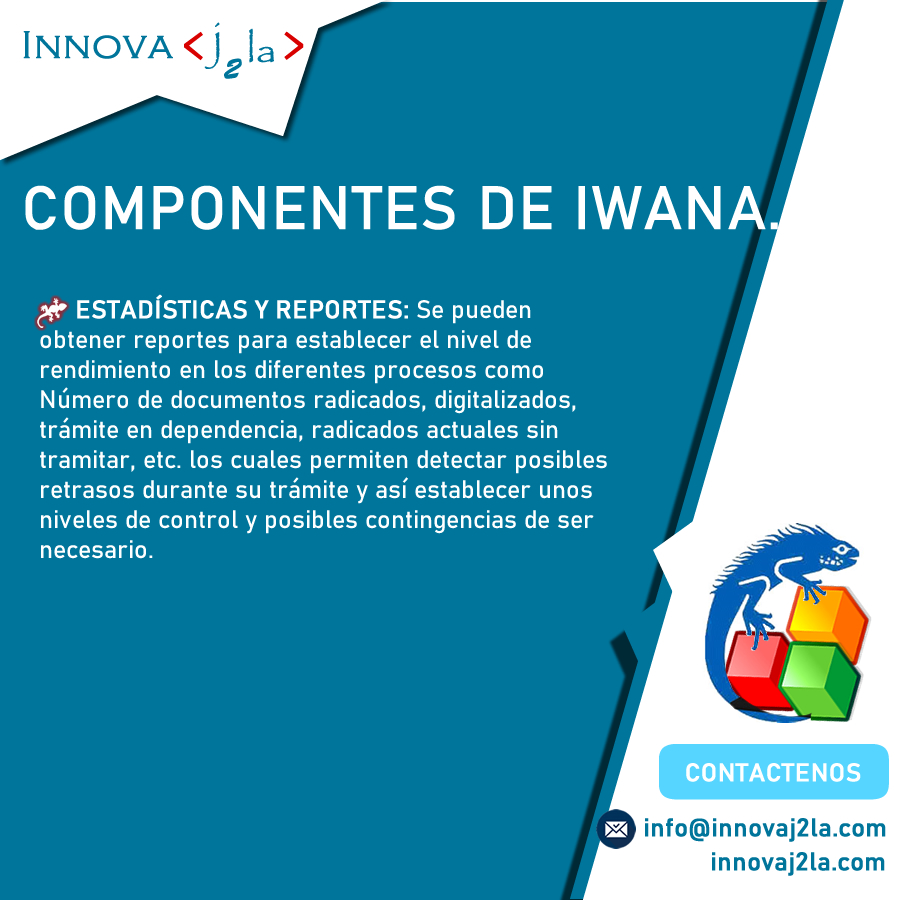 INNOVA <j2la>
COMPONENTES DE IWANA.
ESTADÍSTICAS Y REPORTES: Se pueden
obtener reportes para establecer el nivel de
rendimiento en los diferentes procesos como
Número de documentos radicados, digitalizados,
trámite en dependencia, radicados actuales sin
tramitar, etc. los cuales permiten detectar posibles
retrasos durante su trámite y así establecer unos
niveles de control y posibles contingencias de ser
necesario.
CONTACTENOS
info@innovaj2la.com
innovaj2la.com